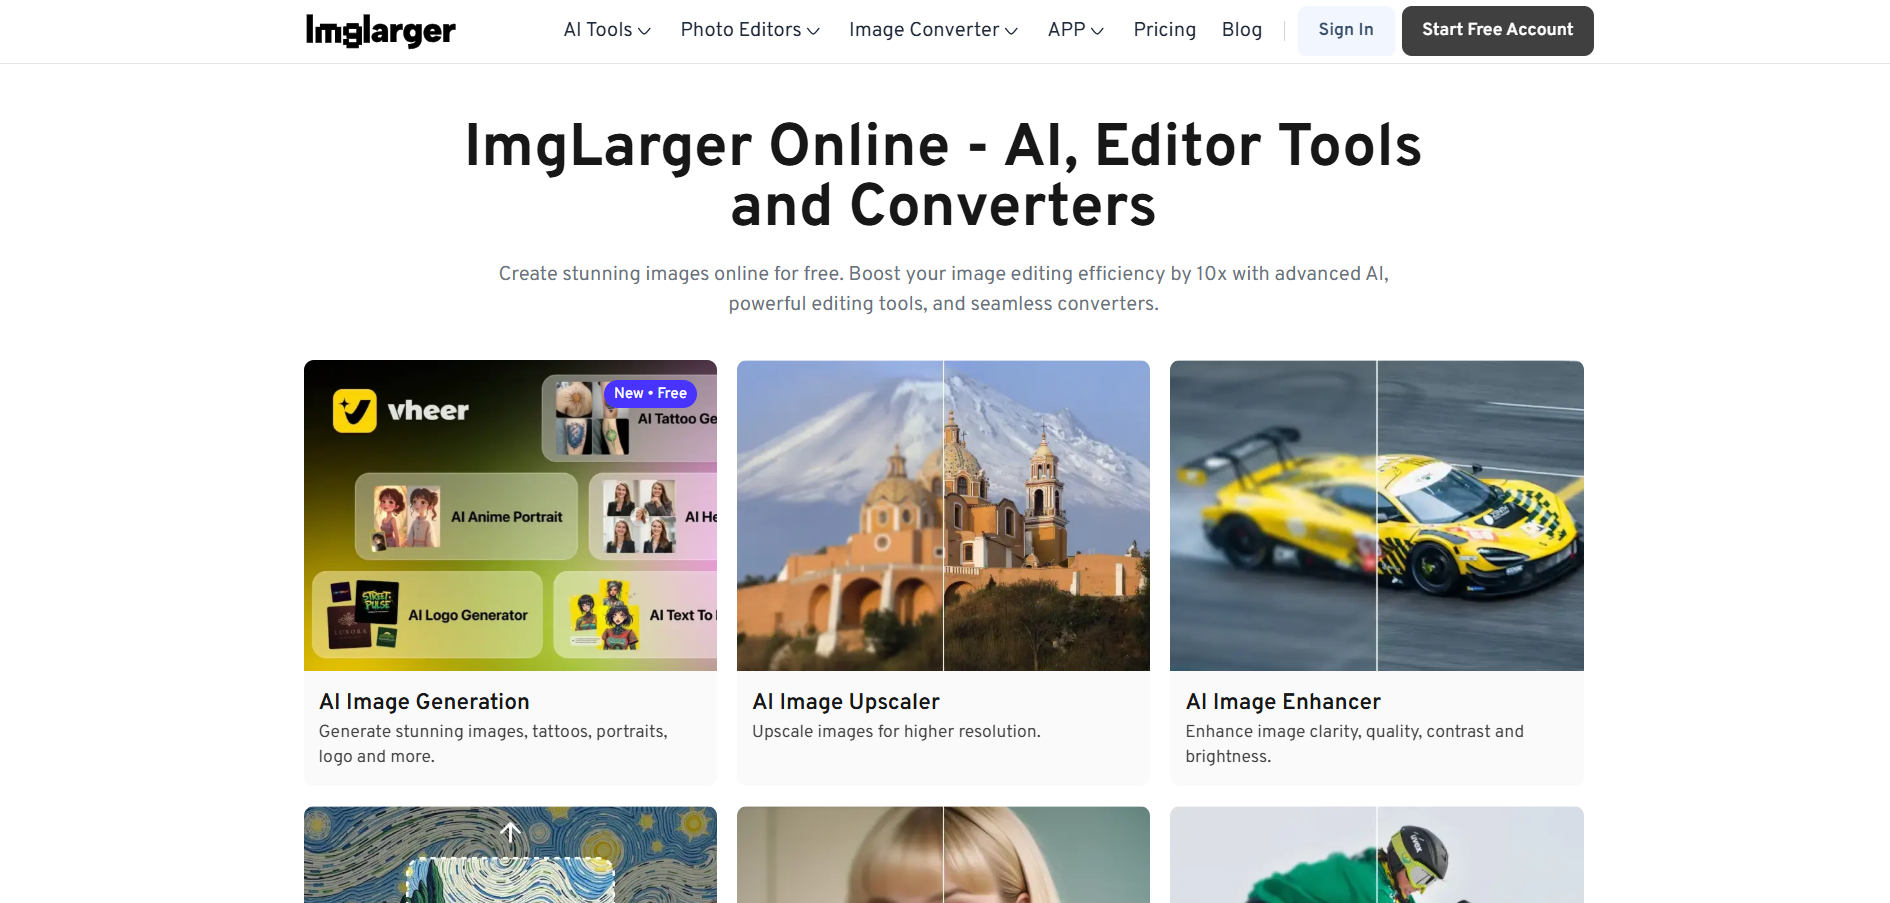 Imglarger
AI Tools
Photo Editors
Image Converter
APP
Pricing
Blog
Sign In
Start Free Account
ImgLarger Online - AI, Editor Tools
and Converters
Create stunning images online for free. Boost your image editing efficiency by 10x with advanced AI,
powerful editing tools, and seamless converters.
vheer
New • Free
AI Tattoo Ge
AI Anime Portrait
AI He
STREET
PULSE
LUXORA
AI Logo Generator
AI Text To
AI Image Generation
Generate stunning images, tattoos, portraits,
logo and more.
AI Image Upscaler
Upscale images for higher resolution.
AI Image Enhancer
Enhance image clarity, quality, contrast and
brightness.
uvex